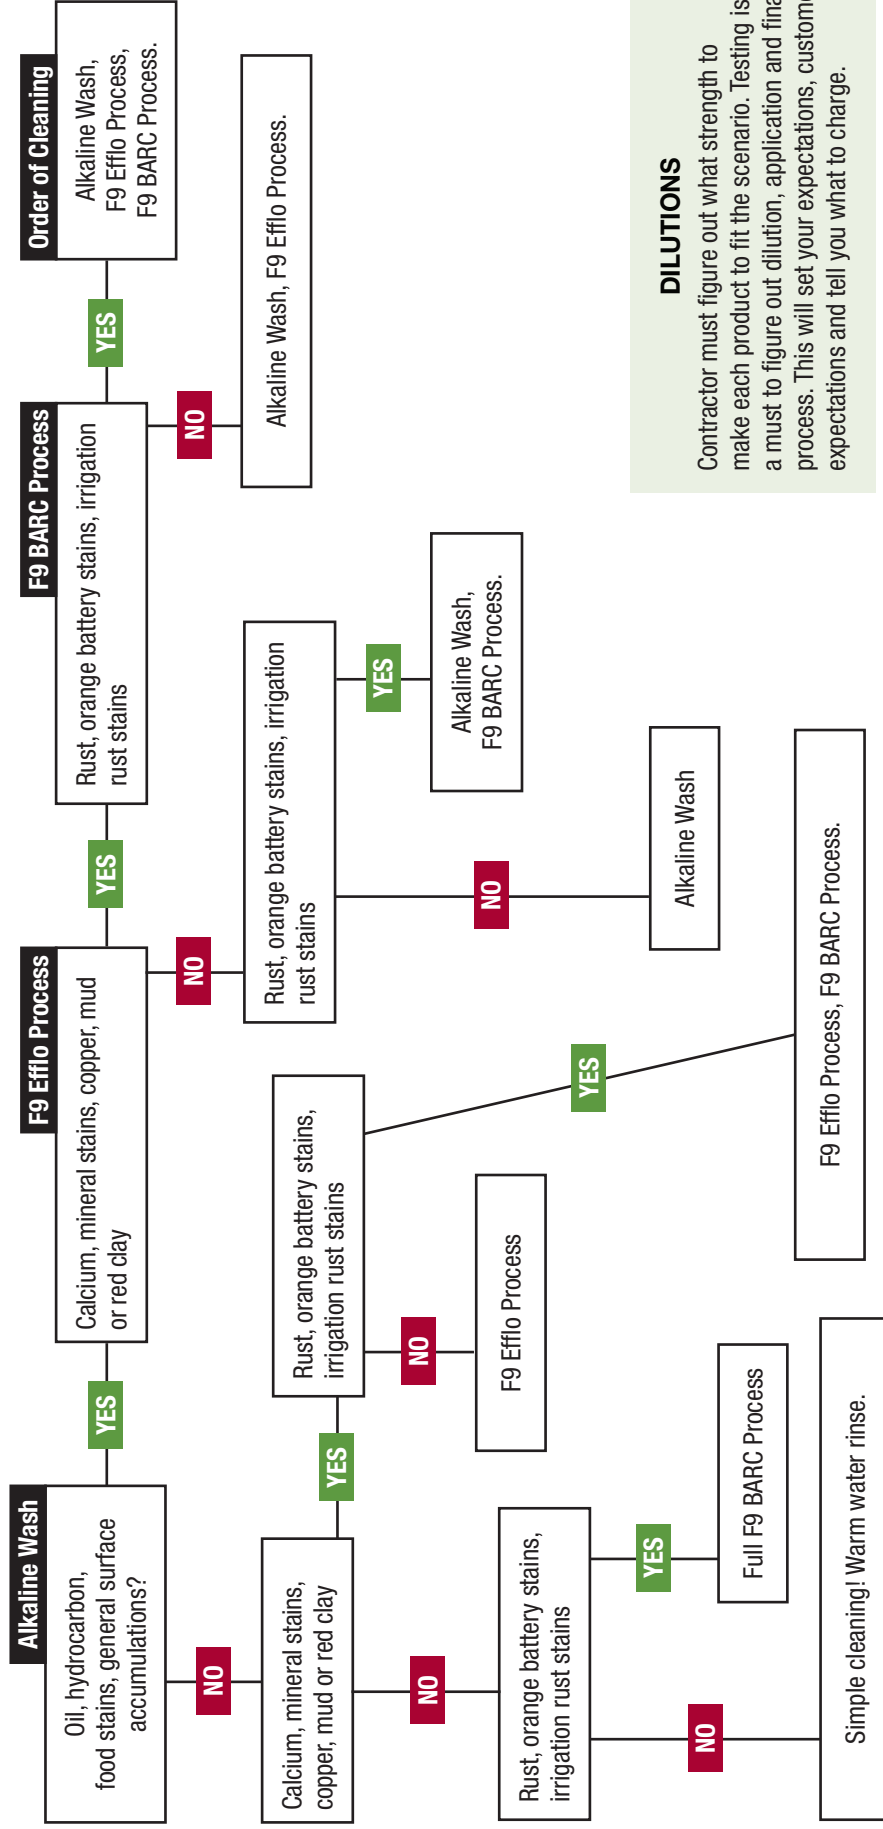 Alkaline Wash
Oil, hydrocarbon,
food stains, general surface
accumulations?
YES
F9 Efflo Process
Calcium, mineral stains, copper, mud
or red clay
YES
F9 BARC Process
Rust, orange battery stains, irrigation
rust stains
YES
Order of Cleaning
Alkaline Wash,
F9 Efflo Process,
F9 BARC Process.
NO
Alkaline Wash, F9 Efflo Process.
NO
Rust, orange battery stains, irrigation
rust stains
YES
Alkaline Wash,
F9 BARC Process.
NO
Alkaline Wash
NO
Calcium, mineral stains,
copper, mud or red clay
YES
Rust, orange battery stains,
irrigation rust stains
YES
F9 Efflo Process, F9 BARC Process.
NO
F9 Efflo Process
NO
Rust, orange battery stains,
irrigation rust stains
YES
Full F9 BARC Process
NO
Simple cleaning! Warm water rinse.
DILUTIONS
Contractor must figure out what strength to
make each product to fit the scenario. Testing is
a must to figure out dilution, application and
process. This will set your expectations,
expectations and tell you what to charge.